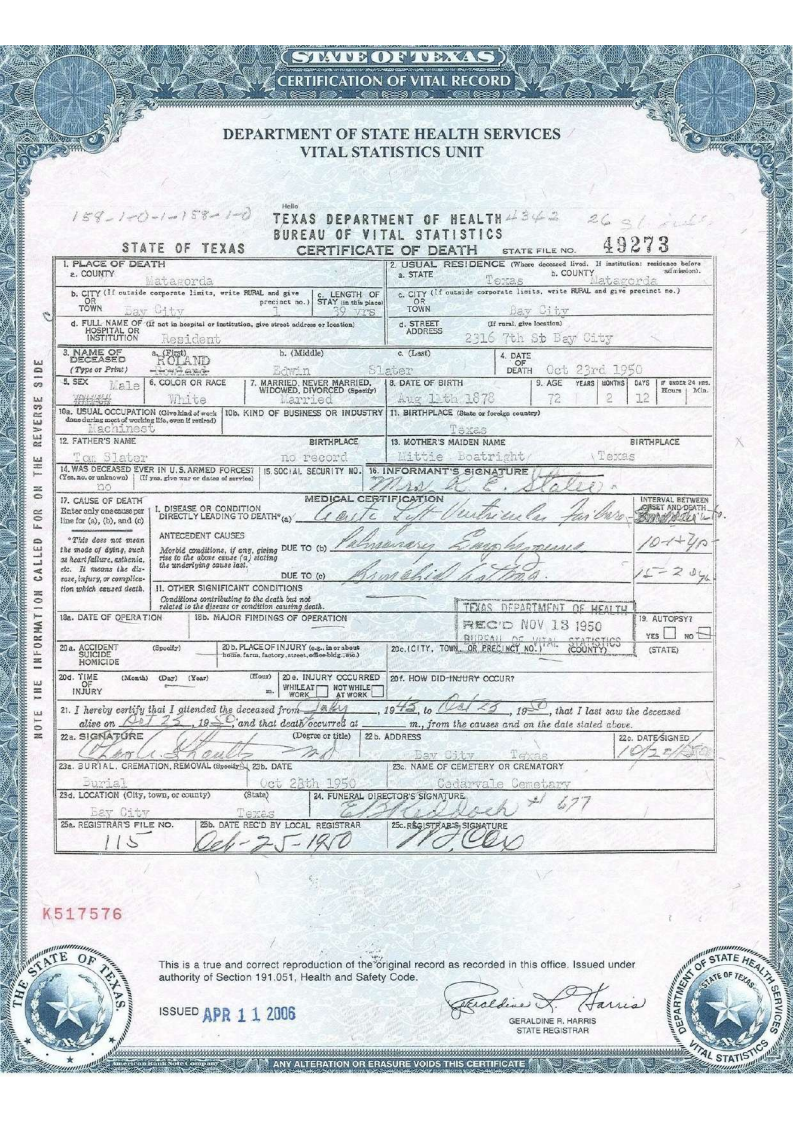 STATE OF TEXAS
CERTIFICATION OF VITAL RECORD
DEPARTMENT OF STATE HEALTH SERVICES
VITAL STATISTICS UNIT
Hello
158-1-0-1-158-1-0 TEXAS DEPARTMENT OF HEALTH 4342 26
BUREAU OF VITAL STATISTICS
STATE OF TEXAS CERTIFICATE OF DEATH STATE FILE NO. 49273
NOTE THE INFORMATION CALLED FOR ON THE REVERSE SIDE
1. PLACE OF DEATH
a. COUNTY
Matagorda
2. USUAL RESIDENCE (Where deceased lived. If institution: residence before admission).
a. STATE b. COUNTY
Texas Matagorda
b. CITY (If outside corporate limits, write RURAL and give precinct no.)
OR
TOWN Bay City 1
c. LENGTH OF
STAY (in this place)
39 yrs
c. CITY (If outside corporate limits, write RURAL and give precinct no.)
OR
TOWN Bay City
d. FULL NAME OF (If not in hospital or institution, give street address or location)
HOSPITAL OR
INSTITUTION Resident
d. STREET (If rural, give location)
ADDRESS 2316 7th St Bay City
3. NAME OF a. (First) b. (Middle) c. (Last)
DECEASED ROLAND
(Type or Print) Edwin Slater
4. DATE
OF
DEATH Oct 23rd 1950
5. SEX Male
6. COLOR OR RACE
White
7. MARRIED, NEVER MARRIED,
WIDOWED, DIVORCED (Specify)
Married
8. DATE OF BIRTH
Aug 11th 1878
9. AGE YEARS MONTHS DAYS IF UNDER 24 HRS. Hours Min.
72 2 12
10a. USUAL OCCUPATION (Give kind of work
done during most of working life, even if retired)
Machinest
10b. KIND OF BUSINESS OR INDUSTRY
11. BIRTHPLACE (State or foreign country)
Texas
12. FATHER'S NAME BIRTHPLACE
Tom Slater no record
13. MOTHER'S MAIDEN NAME BIRTHPLACE
Mittie Boatright Texas
14. WAS DECEASED EVER IN U.S. ARMED FORCES?
(Yes, no, or unknown) (If yes, give war or dates of service)
no
15. SOCIAL SECURITY NO.
16. INFORMANT'S SIGNATURE
Mrs R. E. Slater
17. CAUSE OF DEATH
Enter only one cause per
line for (a), (b), and (c)
*This does not mean
the mode of dying, such
as heart failure, asthenia,
etc. It means the dis-
ease, injury, or complica-
tion which caused death.
MEDICAL CERTIFICATION
I. DISEASE OR CONDITION
DIRECTLY LEADING TO DEATH* (a) Acute Left Ventricular Failure
INTERVAL BETWEEN
ONSET AND DEATH
ANTECEDENT CAUSES
Morbid conditions, if any, giving
rise to the above cause (a) stating
the underlying cause last.
DUE TO (b) Pulmonary Emphysema
DUE TO (c) Bronchial Asthma
11. OTHER SIGNIFICANT CONDITIONS
Conditions contributing to the death but not
related to the disease or condition causing death.
TEXAS DEPARTMENT OF HEALTH
REC'D NOV 13 1950
BUREAU OF VITAL STATISTICS
18a. DATE OF OPERATION
18b. MAJOR FINDINGS OF OPERATION
19. AUTOPSY?
YES NO
20a. ACCIDENT (Specify)
SUICIDE
HOMICIDE
20b. PLACE OF INJURY (e.g., in or about
home, farm, factory, street, office bldg., etc.)
20c. (CITY, TOWN, OR PRECINCT NO.) (COUNTY) (STATE)
20d. TIME (Month) (Day) (Year) (Hour)
OF
INJURY m.
20e. INJURY OCCURRED
WHILE AT WORK NOT WHILE AT WORK
20f. HOW DID INJURY OCCUR?
21. I hereby certify that I attended the deceased from July, 1945, to Oct 23, 1950, that I last saw the deceased
alive on Oct 23, 1950, and that death occurred at m., from the causes and on the date stated above.
22a. SIGNATURE (Degree or title)
md
22b. ADDRESS
Bay City Texas
22c. DATE SIGNED
23a. BURIAL, CREMATION, REMOVAL (Specify)
Burial
23b. DATE
Oct 25th 1950
23c. NAME OF CEMETERY OR CREMATORY
Cedarvale Cemetary
23d. LOCATION (City, town, or county) (State)
Bay City Texas
24. FUNERAL DIRECTOR'S SIGNATURE
# 677
25a. REGISTRAR'S FILE NO.
115
25b. DATE REC'D BY LOCAL REGISTRAR
Oct-25-1950
25c. REGISTRAR'S SIGNATURE
K517576
This is a true and correct reproduction of the original record as recorded in this office. Issued under
authority of Section 191.051, Health and Safety Code.
ISSUED APR 11 2006
Geraldine R. Harris
GERALDINE R. HARRIS
STATE REGISTRAR
THE STATE OF TEXAS
DEPARTMENT OF STATE HEALTH SERVICES
STATE OF TEXAS
VITAL STATISTICS
American Bank Note Company
ANY ALTERATION OR ERASURE VOIDS THIS CERTIFICATE